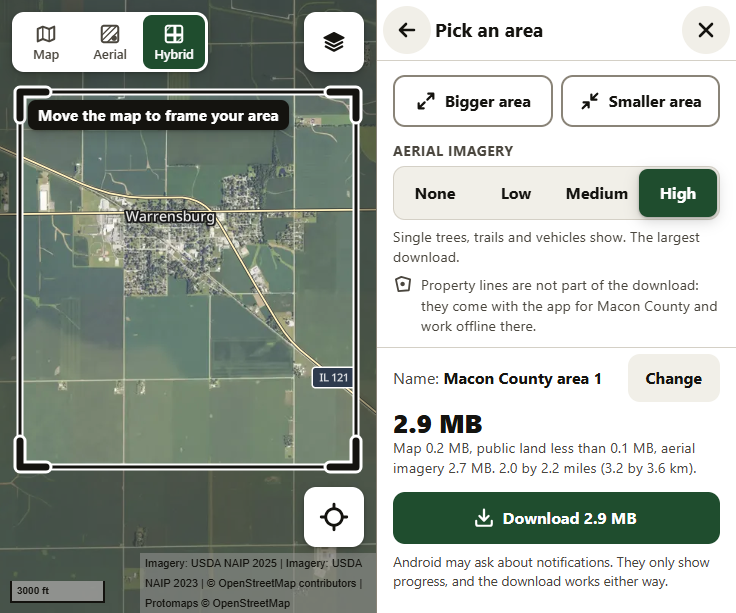 Map
Aerial
Hybrid
Move the map to frame your area
Warrensburg
IL 121
3000 ft
Imagery: USDA NAIP 2025 | Imagery: USDA
NAIP 2023 | © OpenStreetMap contributors |
Protomaps © OpenStreetMap
Pick an area
Bigger area
Smaller area
AERIAL IMAGERY
None
Low
Medium
High
Single trees, trails and vehicles show. The largest
download.
Property lines are not part of the download:
they come with the app for Macon County and
work offline there.
Name: Macon County area 1
Change
2.9 MB
Map 0.2 MB, public land less than 0.1 MB, aerial
imagery 2.7 MB. 2.0 by 2.2 miles (3.2 by 3.6 km).
Download 2.9 MB
Android may ask about notifications. They only show
progress, and the download works either way.